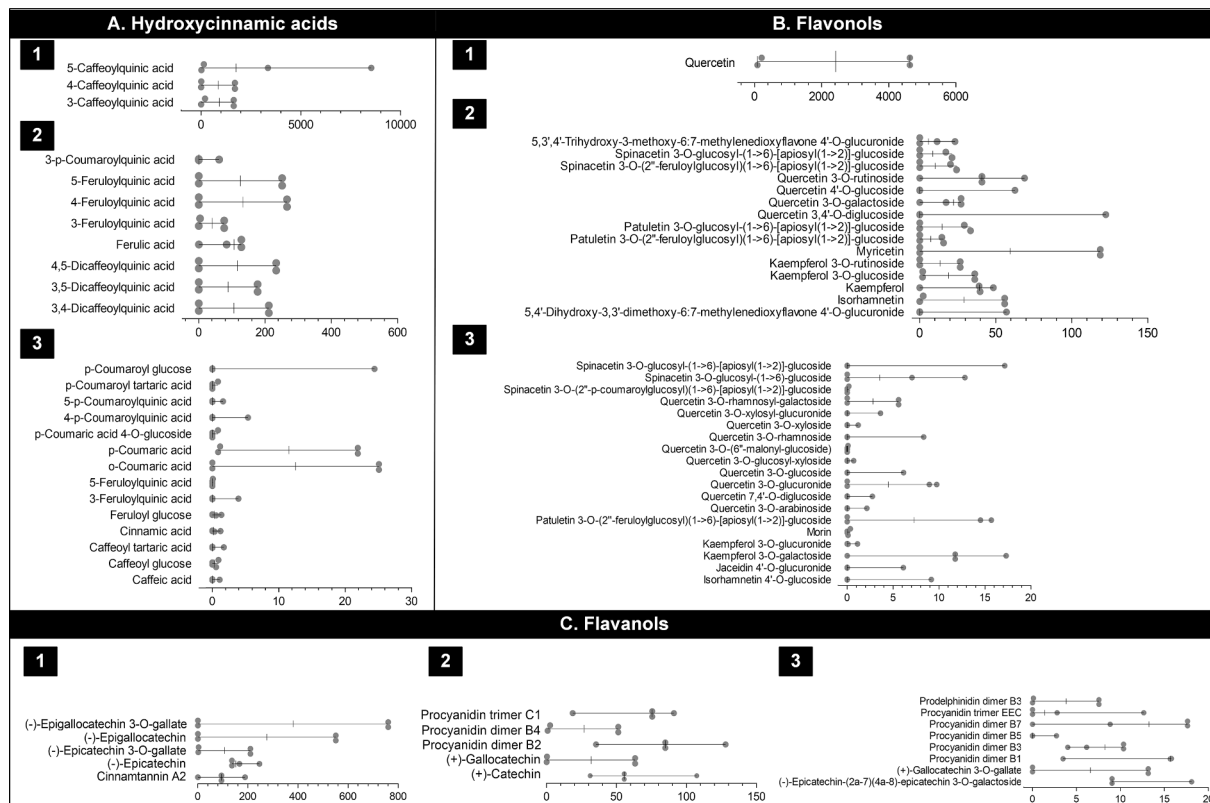 A. Hydroxycinnamic acids
1
5-Caffeoylquinic acid
4-Caffeoylquinic acid
3-Caffeoylquinic acid
0 5000 10000
2
3-p-Coumaroylquinic acid
5-Feruloylquinic acid
4-Feruloylquinic acid
3-Feruloylquinic acid
Ferulic acid
4,5-Dicaffeoylquinic acid
3,5-Dicaffeoylquinic acid
3,4-Dicaffeoylquinic acid
0 200 400 600
3
p-Coumaroyl glucose
p-Coumaroyl tartaric acid
5-p-Coumaroylquinic acid
4-p-Coumaroylquinic acid
p-Coumaric acid 4-O-glucoside
p-Coumaric acid
o-Coumaric acid
5-Feruloylquinic acid
3-Feruloylquinic acid
Feruloyl glucose
Cinnamic acid
Caffeoyl tartaric acid
Caffeoyl glucose
Caffeic acid
0 10 20 30
B. Flavonols
1
Quercetin
0 2000 4000 6000
2
5,3',4'-Trihydroxy-3-methoxy-6:7-methylenedioxyflavone 4'-O-glucuronide
Spinacetin 3-O-glucosyl-(1->6)-[apiosyl(1->2)]-glucoside
Spinacetin 3-O-(2"-feruloylglucosyl)(1->6)-[apiosyl(1->2)]-glucoside
Quercetin 3-O-rutinoside
Quercetin 4'-O-glucoside
Quercetin 3-O-galactoside
Quercetin 3,4'-O-diglucoside
Patuletin 3-O-glucosyl-(1->6)-[apiosyl(1->2)]-glucoside
Patuletin 3-O-(2"-feruloylglucosyl)(1->6)-[apiosyl(1->2)]-glucoside
Myricetin
Kaempferol 3-O-rutinoside
Kaempferol 3-O-glucoside
Kaempferol
Isorhamnetin
5,4'-Dihydroxy-3,3'-dimethoxy-6:7-methylenedioxyflavone 4'-O-glucuronide
0 50 100 150
3
Spinacetin 3-O-glucosyl-(1->6)-[apiosyl(1->2)]-glucoside
Spinacetin 3-O-glucosyl-(1->6)-glucoside
Spinacetin 3-O-(2"-p-coumaroylglucosyl)(1->6)-[apiosyl(1->2)]-glucoside
Quercetin 3-O-rhamnosyl-galactoside
Quercetin 3-O-xylosyl-glucuronide
Quercetin 3-O-xyloside
Quercetin 3-O-rhamnoside
Quercetin 3-O-(6"-malonyl-glucoside)
Quercetin 3-O-glucosyl-xyloside
Quercetin 3-O-glucoside
Quercetin 3-O-glucuronide
Quercetin 7,4'-O-diglucoside
Quercetin 3-O-arabinoside
Patuletin 3-O-(2"-feruloylglucosyl)(1->6)-[apiosyl(1->2)]-glucoside
Morin
Kaempferol 3-O-glucuronide
Kaempferol 3-O-galactoside
Jaceidin 4'-O-glucuronide
Isorhamnetin 4'-O-glucoside
0 5 10 15 20
C. Flavanols
1
(-)-Epigallocatechin 3-O-gallate
(-)-Epigallocatechin
(-)-Epicatechin 3-O-gallate
(-)-Epicatechin
Cinnamtannin A2
0 200 400 600 800
2
Procyanidin trimer C1
Procyanidin dimer B4
Procyanidin dimer B2
(+)-Gallocatechin
(+)-Catechin
0 50 100 150
3
Prodelphinidin dimer B3
Procyanidin trimer EEC
Procyanidin dimer B7
Procyanidin dimer B5
Procyanidin dimer B3
Procyanidin dimer B1
(+)-Gallocatechin 3-O-gallate
(-)-Epicatechin-(2a-7)(4a-8)-epicatechin 3-O-galactoside
0 5 10 15 20